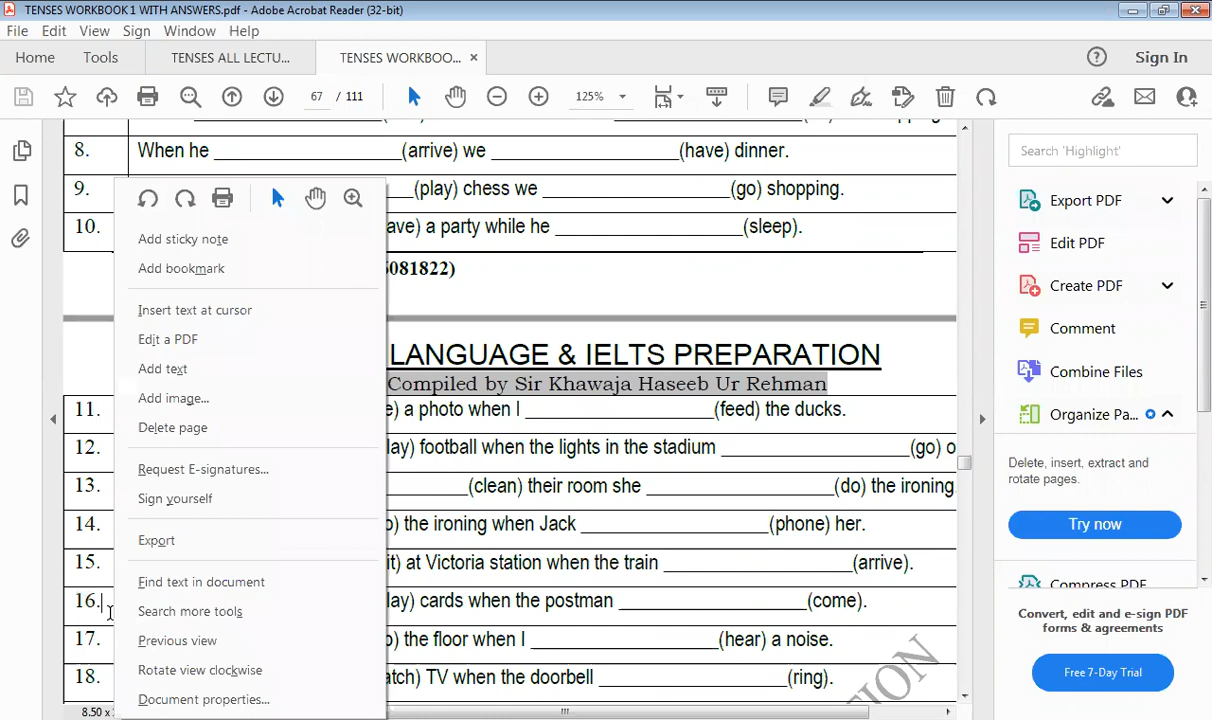 TENSES WORKBOOK 1 WITH ANSWERS.pdf - Adobe Acrobat Reader (32-bit)
File Edit View Sign Window Help
Home Tools TENSES ALL LECTU... TENSES WORKBOO... × Sign In
67 / 111 125%
8. When he ____________________(arrive) we ____________________(have) dinner.
9. (play) chess we ____________________(go) shopping.
10. ave) a party while he ____________________(sleep).
6081822)
LANGUAGE & IELTS PREPARATION
Compiled by Sir Khawaja Haseeb Ur Rehman
11. e) a photo when I ____________________(feed) the ducks.
12. lay) football when the lights in the stadium ____________________(go) o
13. (clean) their room she ____________________(do) the ironing.
14. o) the ironing when Jack ____________________(phone) her.
15. it) at Victoria station when the train ____________________(arrive).
16. lay) cards when the postman ____________________(come).
17. o) the floor when I ____________________(hear) a noise.
18. atch) TV when the doorbell ____________________(ring).
8.50 x
Add sticky note
Add bookmark
Insert text at cursor
Edit a PDF
Add text
Add image...
Delete page
Request E-signatures...
Sign yourself
Export
Find text in document
Search more tools
Previous view
Rotate view clockwise
Document properties...
Search 'Highlight'
Export PDF
Edit PDF
Create PDF
Comment
Combine Files
Organize Pa...
Delete, insert, extract and
rotate pages.
Try now
Compress PDF
Convert, edit and e-sign PDF
forms & agreements
Free 7-Day Trial